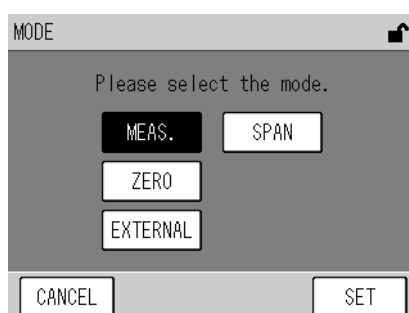 MODE
Please select the mode.
MEAS. SPAN
ZERO
EXTERNAL
CANCEL SET